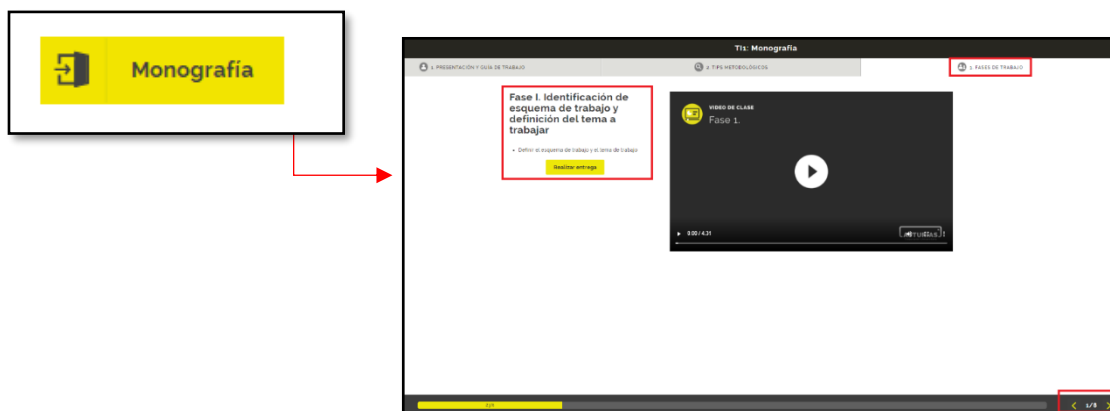 Monografía
TI1: Monografía
1. PRESENTACIÓN Y GUÍA DE TRABAJO
2. TIPS METODOLÓGICOS
3. FASES DE TRABAJO
Fase I. Identificación de
esquema de trabajo y
definición del tema a
trabajar
• Definir el esquema de trabajo y el tema de trabajo
Realizar entrega
VIDEO DE CLASE
Fase 1.
0:00 / 4:31
1/8